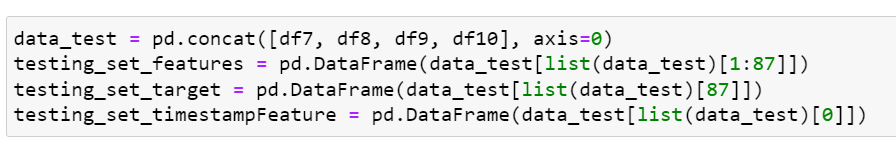 data_test = pd.concat([df7, df8, df9, df10], axis=0)
testing_set_features = pd.DataFrame(data_test[list(data_test)[1:87]])
testing_set_target = pd.DataFrame(data_test[list(data_test)[87]])
testing_set_timestampFeature = pd.DataFrame(data_test[list(data_test)[0]])